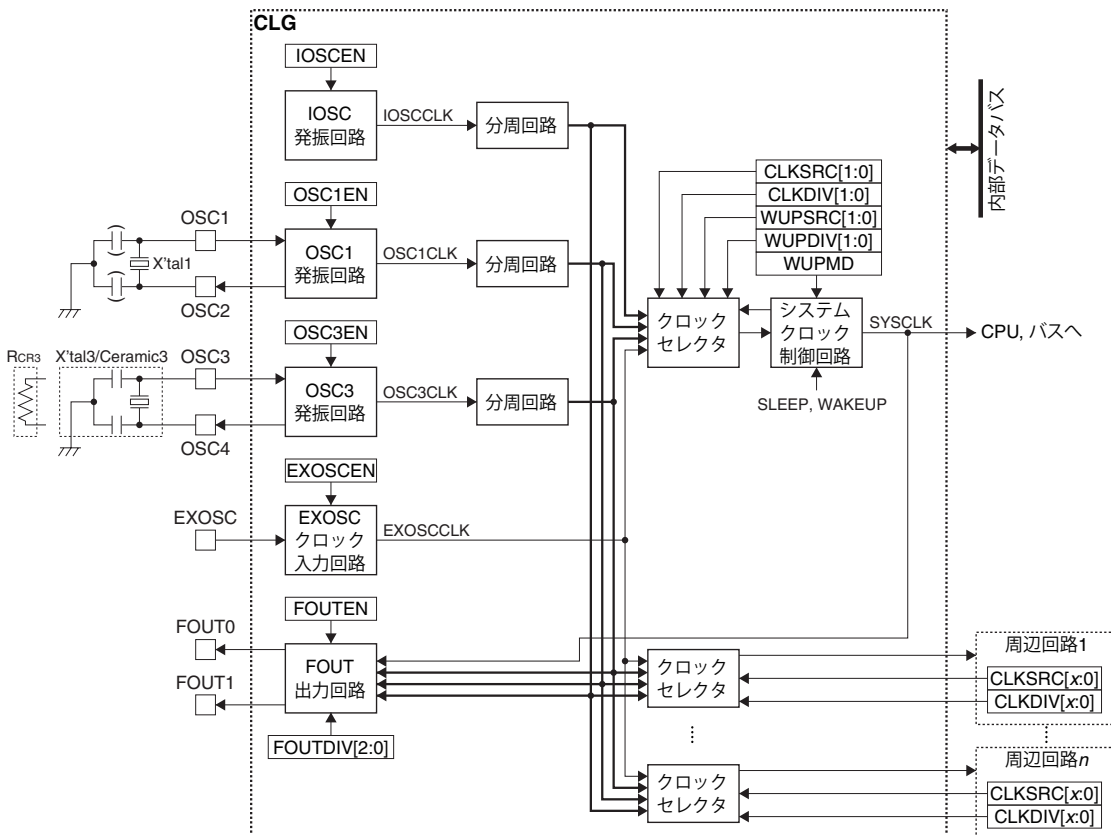 CLG
IOSCEN
IOSC
発振回路
IOSCCLK
分周回路
内部データバス
CLKSRC[1:0]
CLKDIV[1:0]
WUPSRC[1:0]
WUPDIV[1:0]
WUPMD
OSC1EN
OSC1
OSC1
発振回路
OSC1CLK
分周回路
X'tal1
OSC2
クロック
セレクタ
システム
クロック
制御回路
SYSCLK
CPU, バスへ
SLEEP, WAKEUP
OSC3EN
RCR3
X'tal3/Ceramic3
OSC3
OSC3
発振回路
OSC3CLK
分周回路
OSC4
EXOSCEN
EXOSC
EXOSC
クロック
入力回路
EXOSCCLK
FOUTEN
FOUT0
FOUT
出力回路
FOUT1
FOUTDIV[2:0]
クロック
セレクタ
周辺回路1
CLKSRC[x:0]
CLKDIV[x:0]
クロック
セレクタ
周辺回路n
CLKSRC[x:0]
CLKDIV[x:0]